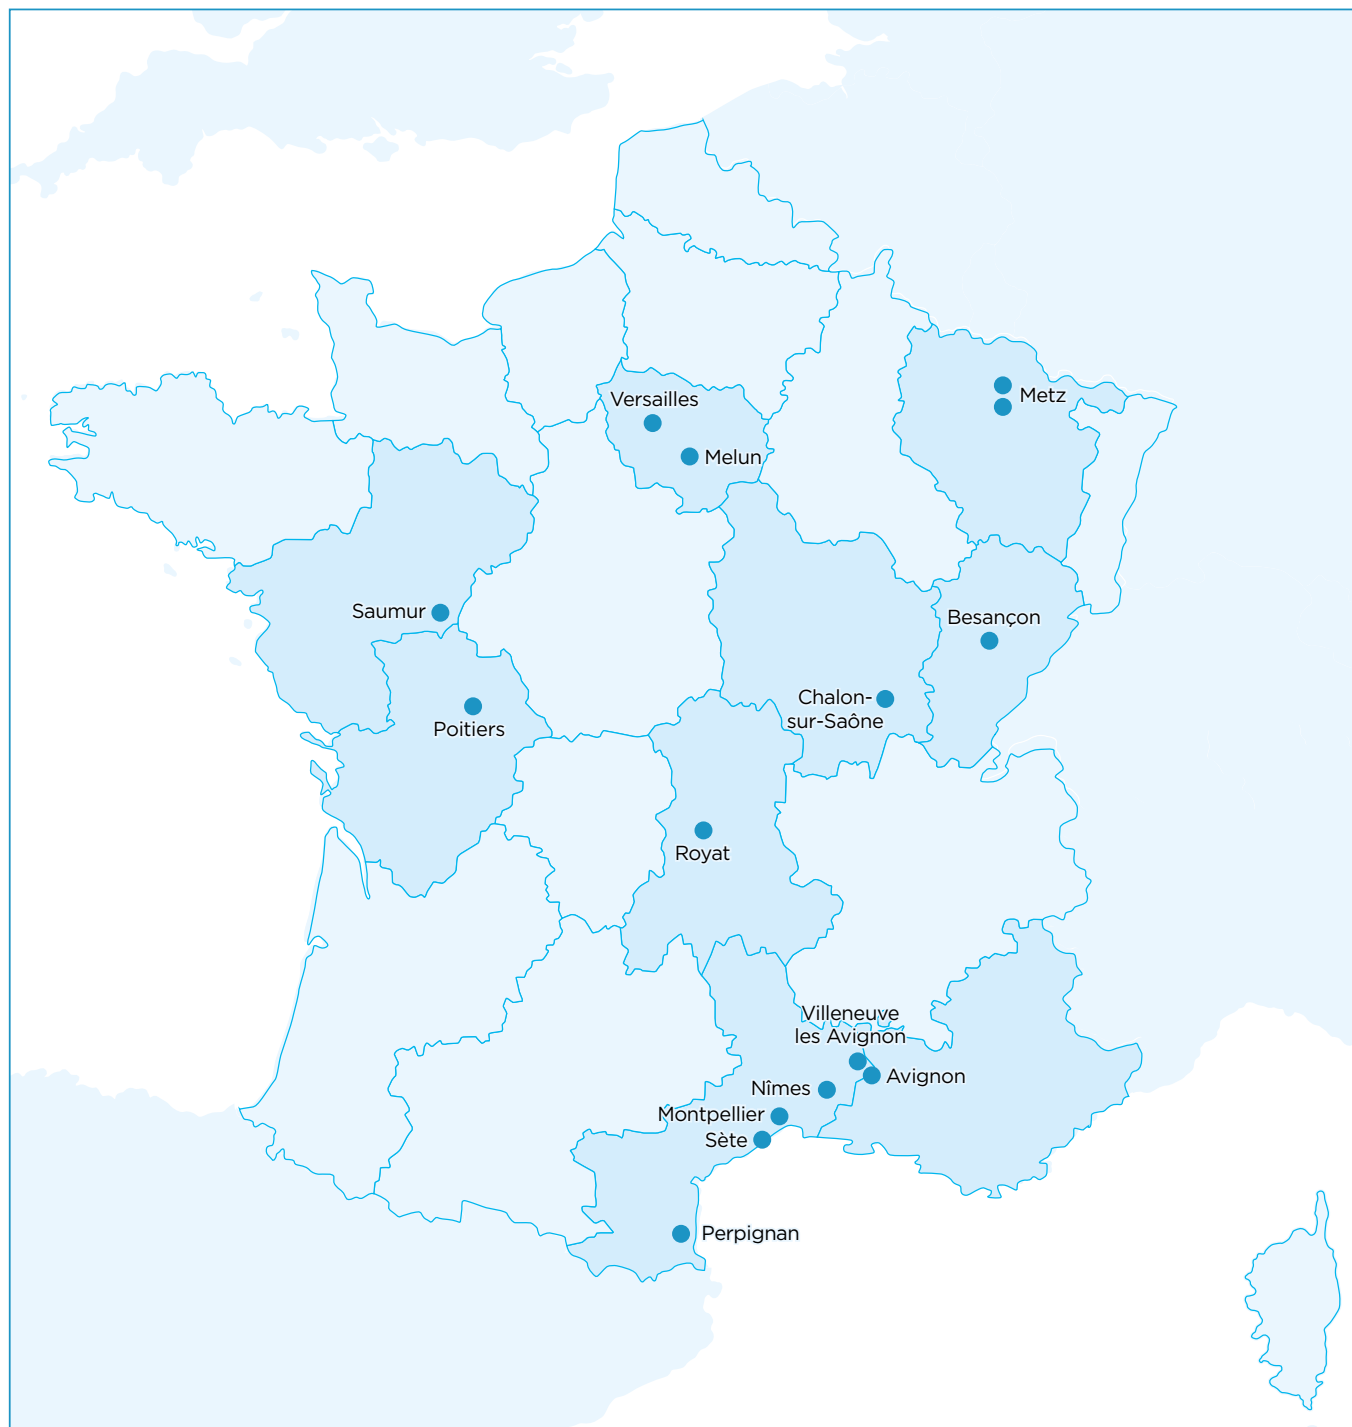 Versailles
Metz
Melun
Saumur
Besançon
Chalon-
sur-Saône
Poitiers
Royat
Villeneuve
les Avignon
Avignon
Nîmes
Montpellier
Sète
Perpignan